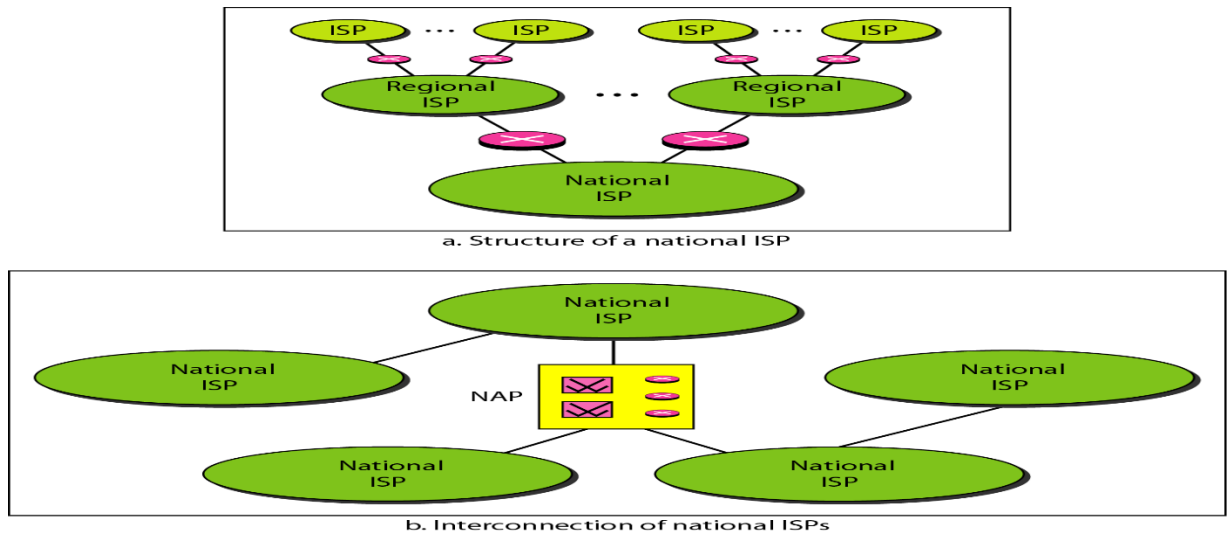 ISP ... ISP ISP ... ISP
Regional
ISP
...
Regional
ISP
National
ISP
a. Structure of a national ISP
National
ISP
National
ISP
National
ISP
NAP
National
ISP
National
ISP
b. Interconnection of national ISPs